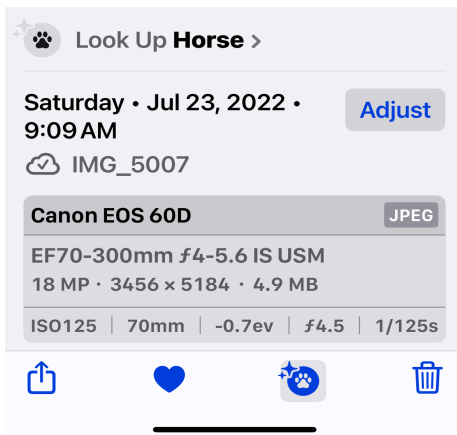 Look Up Horse >
Saturday • Jul 23, 2022 •
9:09 AM
Adjust
IMG_5007
Canon EOS 60D
JPEG
EF70-300mm ƒ4-5.6 IS USM
18 MP · 3456 × 5184 · 4.9 MB
ISO125 | 70mm | -0.7ev | ƒ4.5 | 1/125s